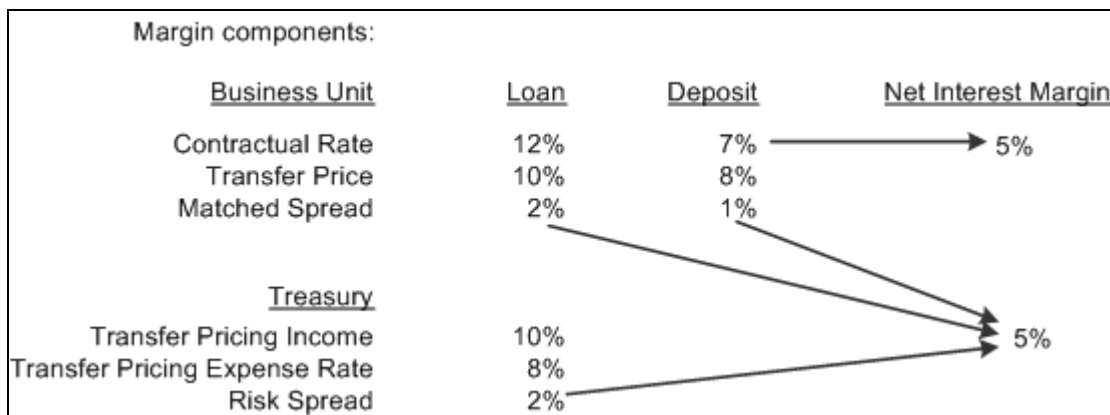 Margin components:
Business Unit Loan Deposit Net Interest Margin
Contractual Rate 12% 7% 5%
Transfer Price 10% 8%
Matched Spread 2% 1%
Treasury
Transfer Pricing Income 10% 5%
Transfer Pricing Expense Rate 8%
Risk Spread 2%